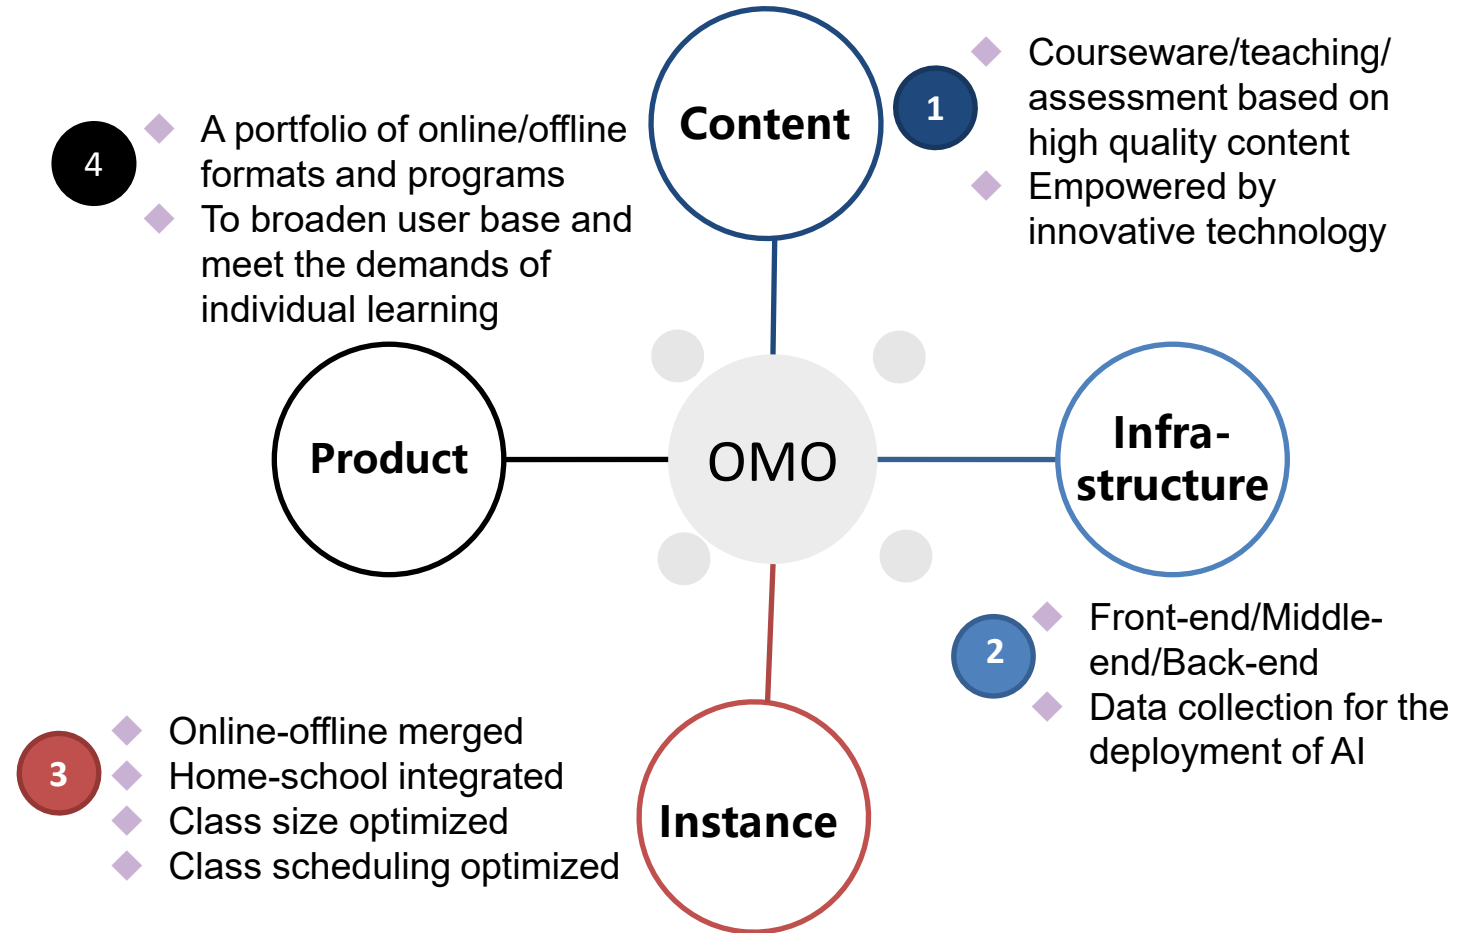 Content
1
Courseware/teaching/
assessment based on
high quality content
Empowered by
innovative technology
4
A portfolio of online/offline
formats and programs
To broaden user base and
meet the demands of
individual learning
Product
OMO
Infra-
structure
2
Front-end/Middle-
end/Back-end
Data collection for the
deployment of AI
3
Online-offline merged
Home-school integrated
Class size optimized
Class scheduling optimized
Instance